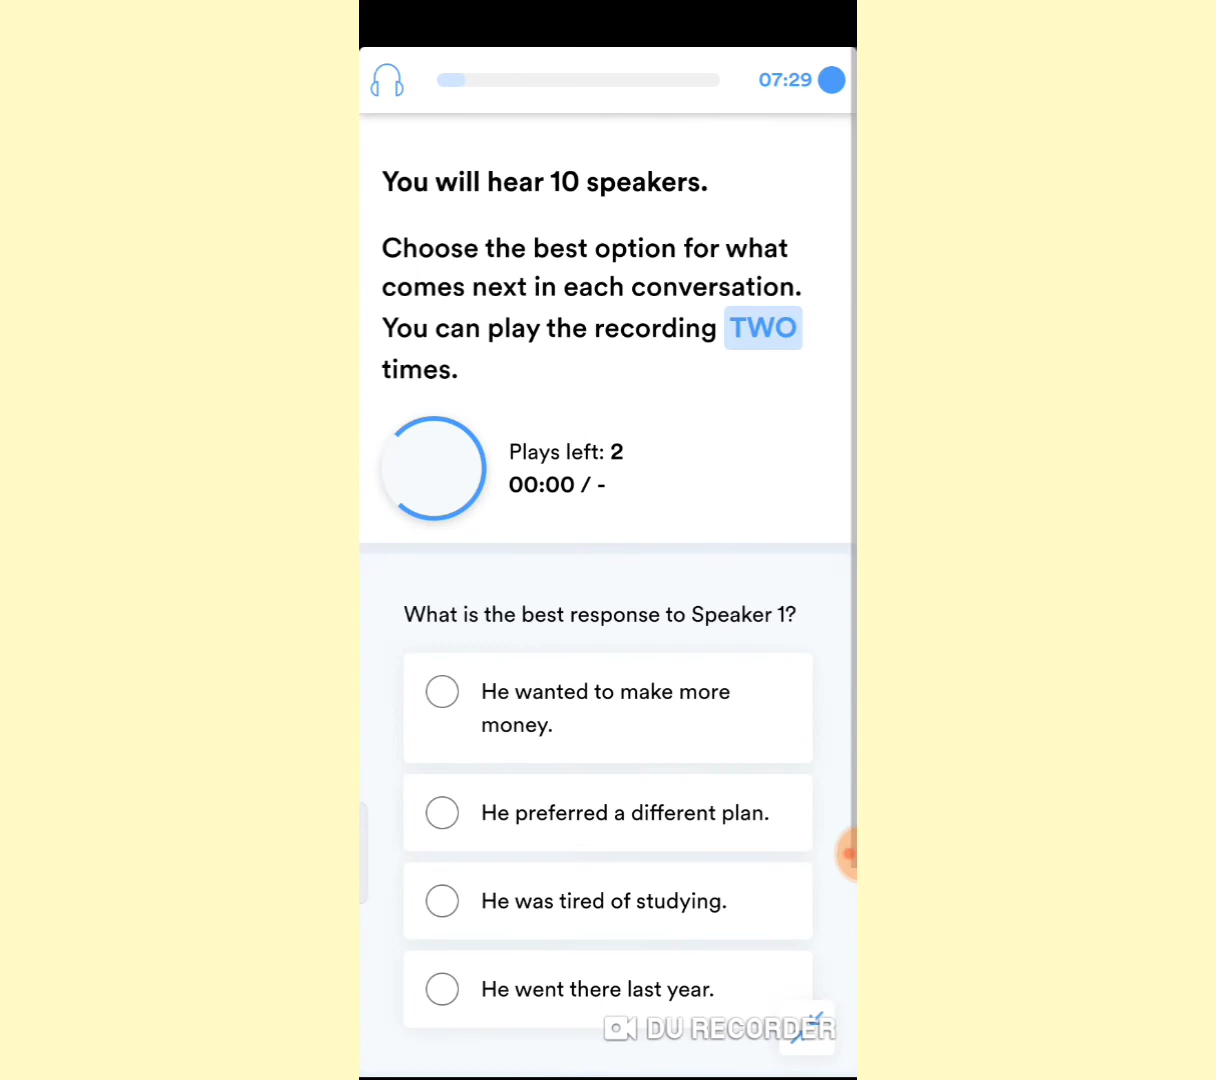 07:29
You will hear 10 speakers.
Choose the best option for what
comes next in each conversation.
You can play the recording TWO
times.
Plays left: 2
00:00 / -
What is the best response to Speaker 1?
He wanted to make more
money.
He preferred a different plan.
He was tired of studying.
He went there last year.
DU RECORDER